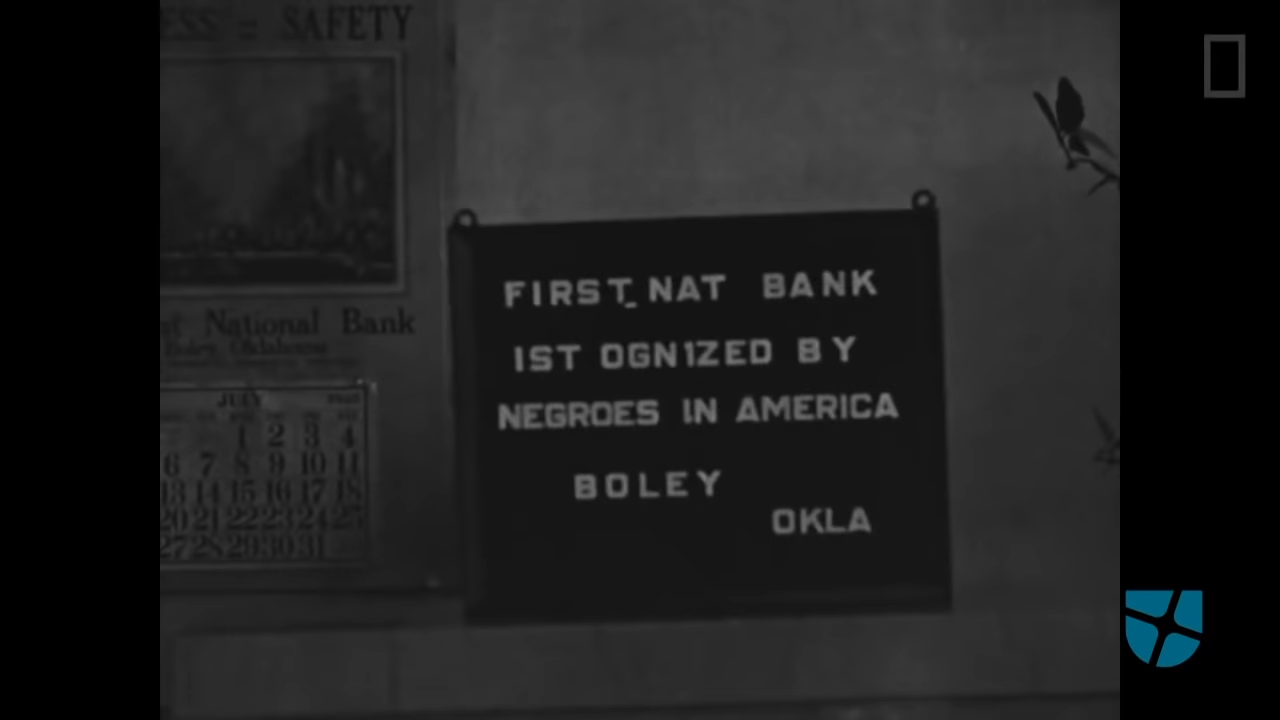 ESS = SAFETY
National Bank
Boley, Oklahoma
JULY
1 2 3 4
6 7 8 9 10 11
13 14 15 16 17 18
20 21 22 23 24 25
27 28 29 30 31
FIRST NAT BANK
IST OGNIZED BY
NEGROES IN AMERICA
BOLEY
OKLA